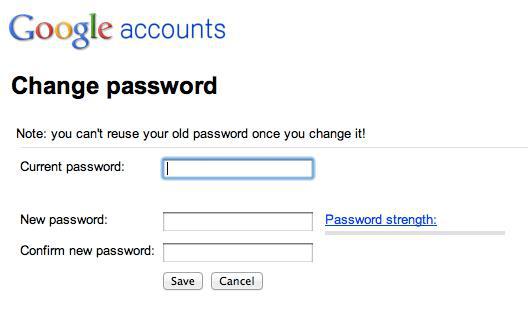 Google accounts
Change password
Note: you can't reuse your old password once you change it!
Current password:
New password: Password strength:
Confirm new password:
Save Cancel